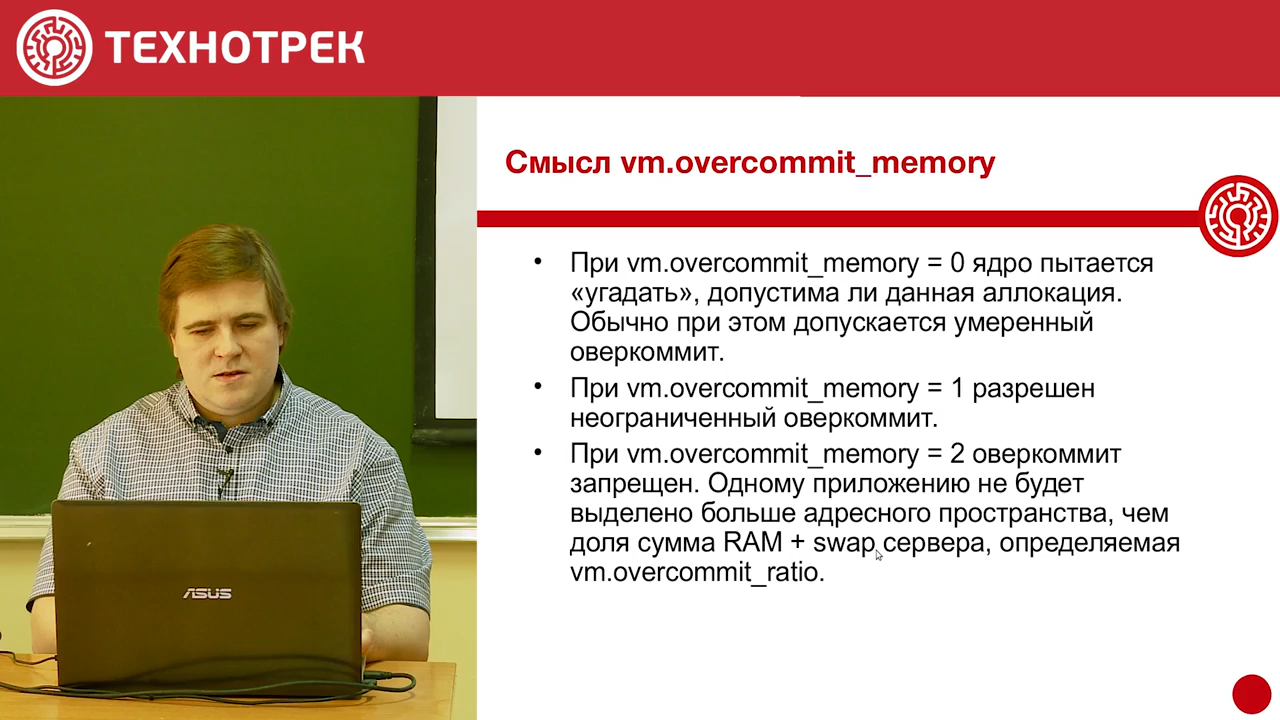 ТЕХНОТРЕК
Смысл vm.overcommit_memory
• При vm.overcommit_memory = 0 ядро пытается
«угадать», допустима ли данная аллокация.
Обычно при этом допускается умеренный
оверкоммит.
• При vm.overcommit_memory = 1 разрешен
неограниченный оверкоммит.
• При vm.overcommit_memory = 2 оверкоммит
запрещен. Одному приложению не будет
выделено больше адресного пространства, чем
доля сумма RAM + swap сервера, определяемая
vm.overcommit_ratio.
ASUS